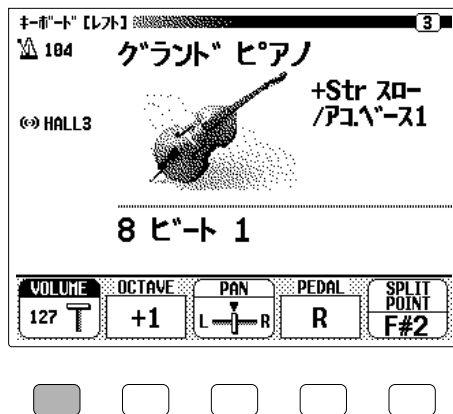 キーボード [レフト]
3
104
グランド ピアノ
+Str スロー
/アコ.ベース1
HALL3
8 ビート 1
VOLUME OCTAVE PAN PEDAL SPLIT POINT
127 +1 L R R F#2